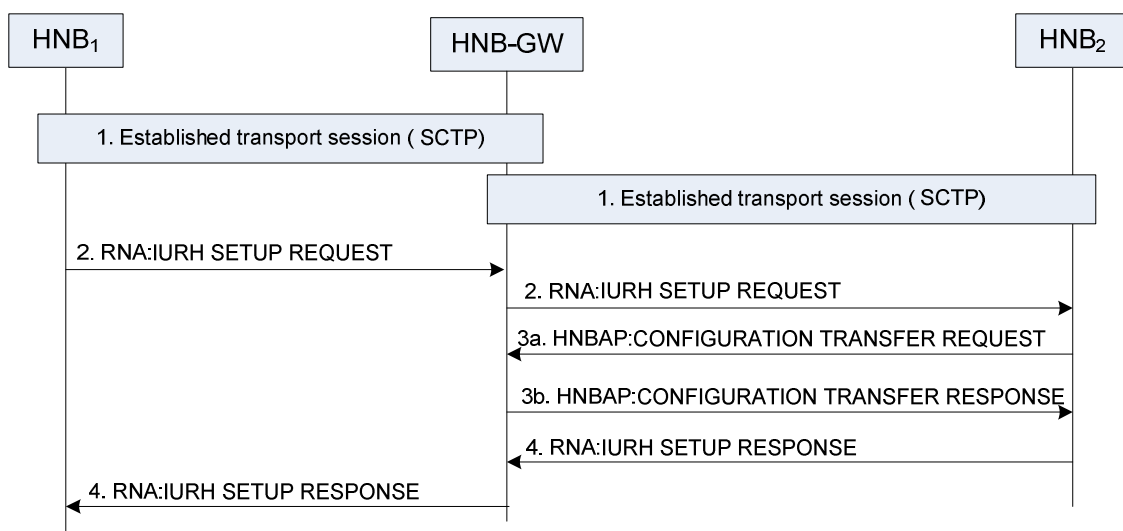 HNB₁
HNB-GW
HNB₂
1. Established transport session ( SCTP)
1. Established transport session ( SCTP)
2. RNA:IURH SETUP REQUEST
2. RNA:IURH SETUP REQUEST
3a. HNBAP:CONFIGURATION TRANSFER REQUEST
3b. HNBAP:CONFIGURATION TRANSFER RESPONSE
4. RNA:IURH SETUP RESPONSE
4. RNA:IURH SETUP RESPONSE